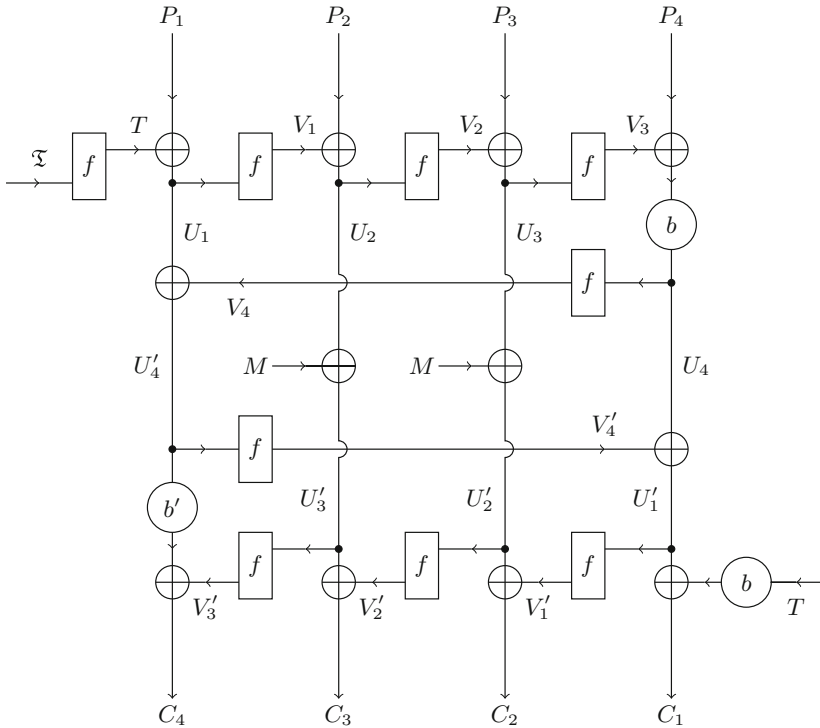 P₁ P₂ P₃ P₄
𝔗 f T f V₁ f V₂ f V₃
b
U₁ U₂ U₃
f
V₄
M M
U′₄ U₄
V′₄
f
b′ U′₃ U′₂ U′₁
f f f b
V′₃ V′₂ V′₁ T
C₄ C₃ C₂ C₁